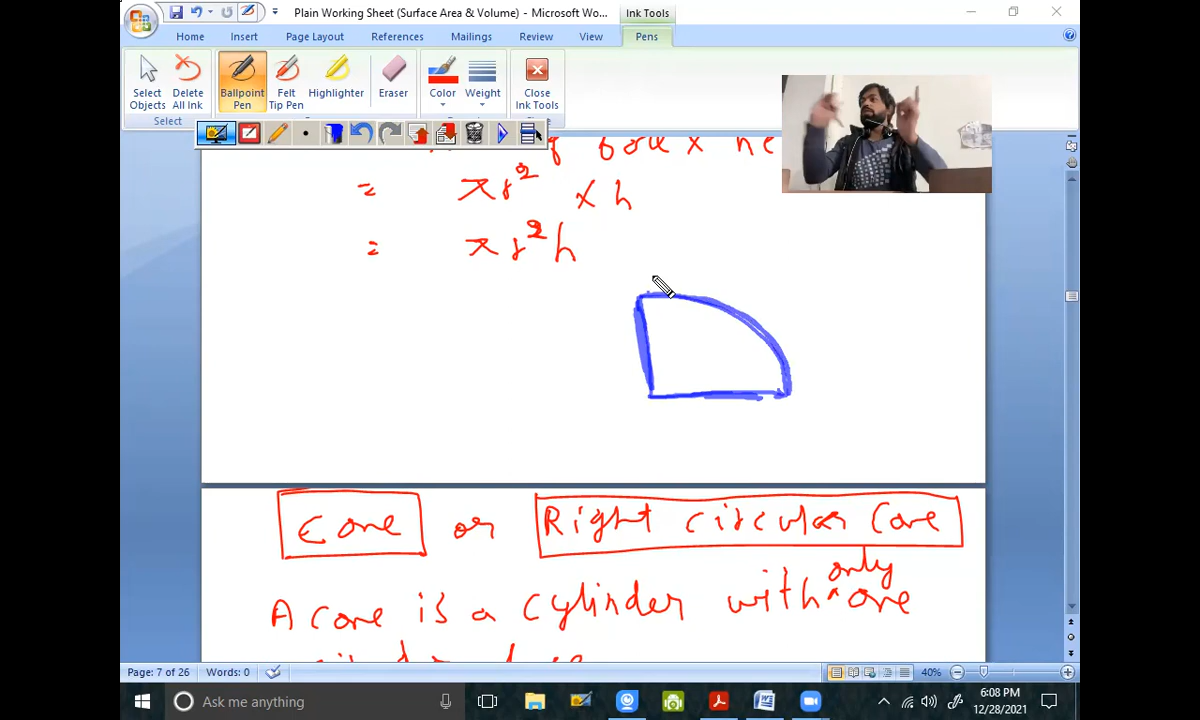 Plain Working Sheet (Surface Area & Volume) - Microsoft Wo...
Ink Tools
Home
Insert
Page Layout
References
Mailings
Review
View
Pens
Select Objects
Delete All Ink
Ballpoint Pen
Felt Tip Pen
Highlighter
Eraser
Color
Weight
Close Ink Tools
Select
= πr² × h
= πr²h
Cone or Right circular Cone
only
A cone is a cylinder with ^ one
Page: 7 of 26
Words: 0
40%
Ask me anything
6:08 PM
12/28/2021